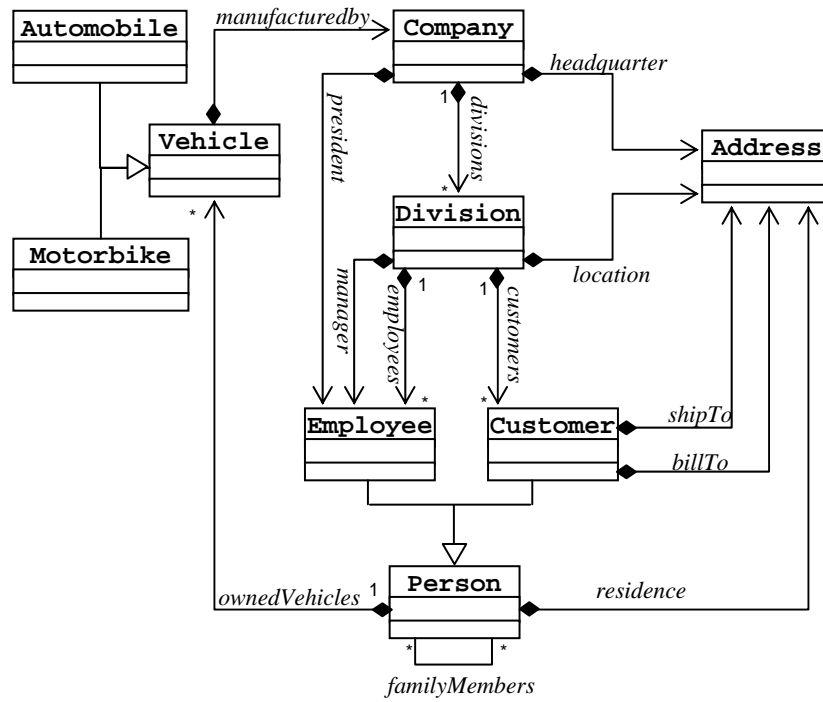 manufacturedby
Automobile
Company
headquarter
president
1
divisions
Vehicle
Address
*
*
Division
Motorbike
location
manager
employees
1
1
customers
*
*
Employee
Customer
shipTo
billTo
Person
ownedVehicles
1
residence
*
*
familyMembers